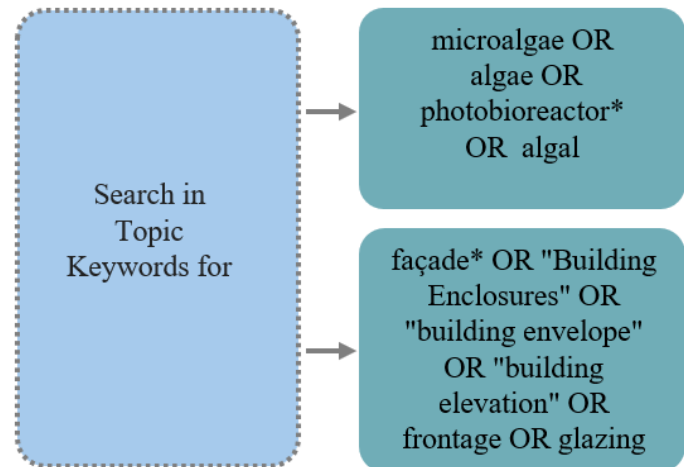 Search in
Topic
Keywords for
microalgae OR
algae OR
photobioreactor*
OR algal
façade* OR "Building
Enclosures" OR
"building envelope"
OR "building
elevation" OR
frontage OR glazing